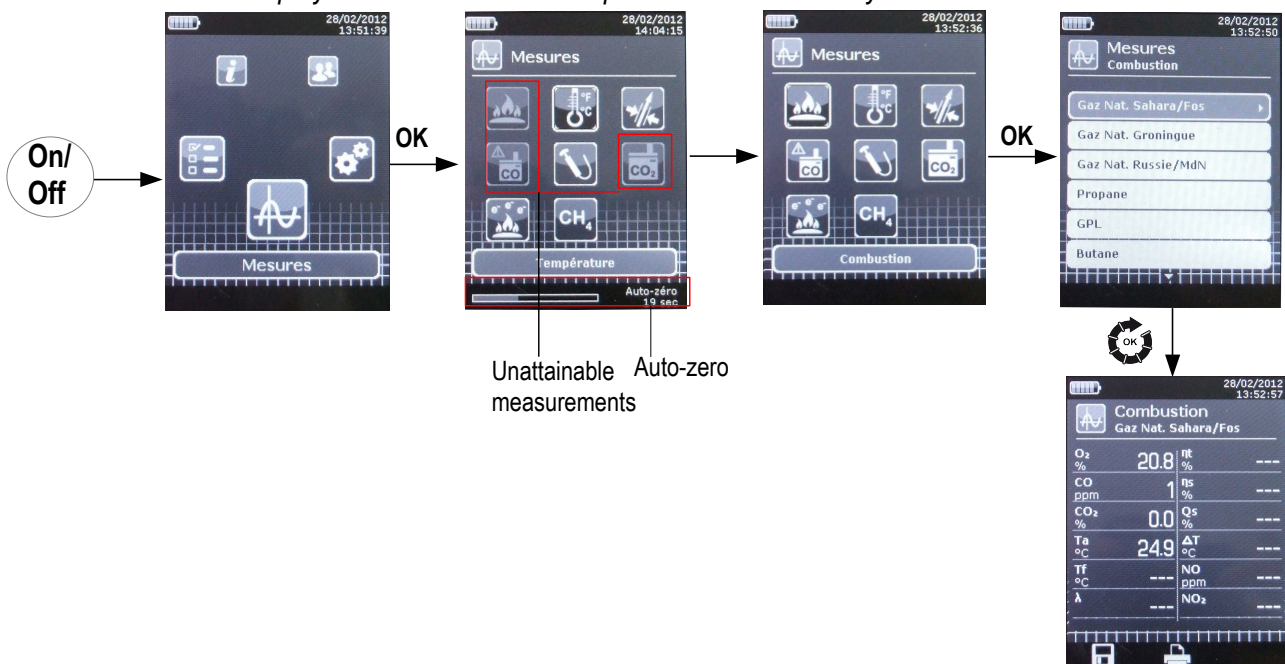 28/02/2012
13:51:39
Mesures
On/
Off
OK
28/02/2012
14:04:15
Mesures
°F
°C
CO
CO₂
e⁻ e⁻ e⁻
CH₄
Température
Auto-zéro
19 sec
Unattainable
measurements
Auto-zero
28/02/2012
13:52:36
Mesures
°F
°C
CO
CO₂
e⁻ e⁻ e⁻
CH₄
Combustion
OK
28/02/2012
13:52:50
Mesures
Combustion
Gaz Nat. Sahara/Fos
Gaz Nat. Groningue
Gaz Nat. Russie/MdN
Propane
GPL
Butane
OK
28/02/2012
13:52:57
Combustion
Gaz Nat. Sahara/Fos
O₂ % 20.8 ηt % ---
CO ppm 1 ηs % ---
CO₂ % 0.0 Qs % ---
Ta °C 24.9 ΔT °C ---
Tf °C --- NO ppm ---
λ --- NO₂ ---